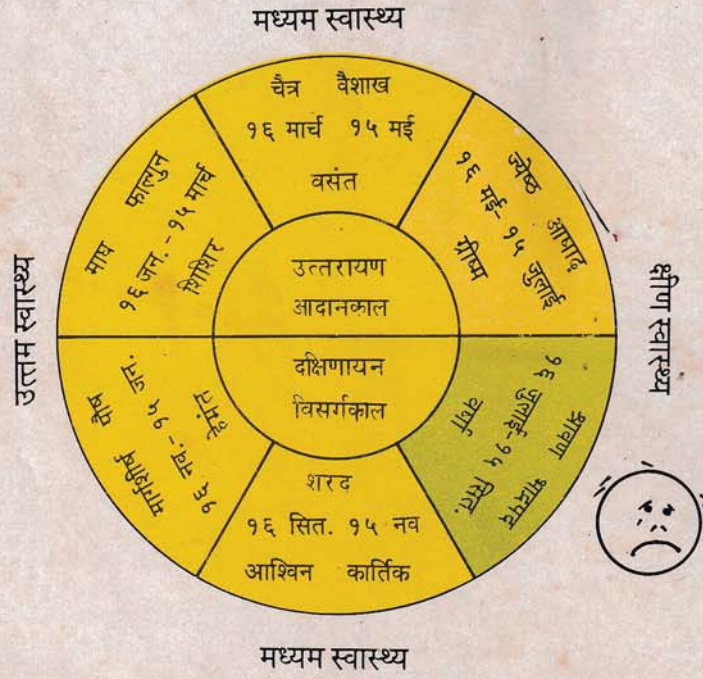 मध्यम स्वास्थ्य
चैत्र वैशाख
१६ मार्च १५ मई
वसंत
ज्येष्ठ आषाढ़
१६ मई- १५ जुलाई
ग्रीष्म
क्षीण स्वास्थ्य
श्रावण भाद्रपद
१६ जुलाई-१५ सित.
वर्षा
शरद
१६ सित. १५ नव
आश्विन कार्तिक
मध्यम स्वास्थ्य
मार्गशीर्ष पौष
१६ नव.- १५ जन.
हेमंत
उत्तम स्वास्थ्य
माघ फाल्गुन
१६ जन. - १५ मार्च
शिशिर
उत्तरायण
आदानकाल
दक्षिणायन
विसर्गकाल